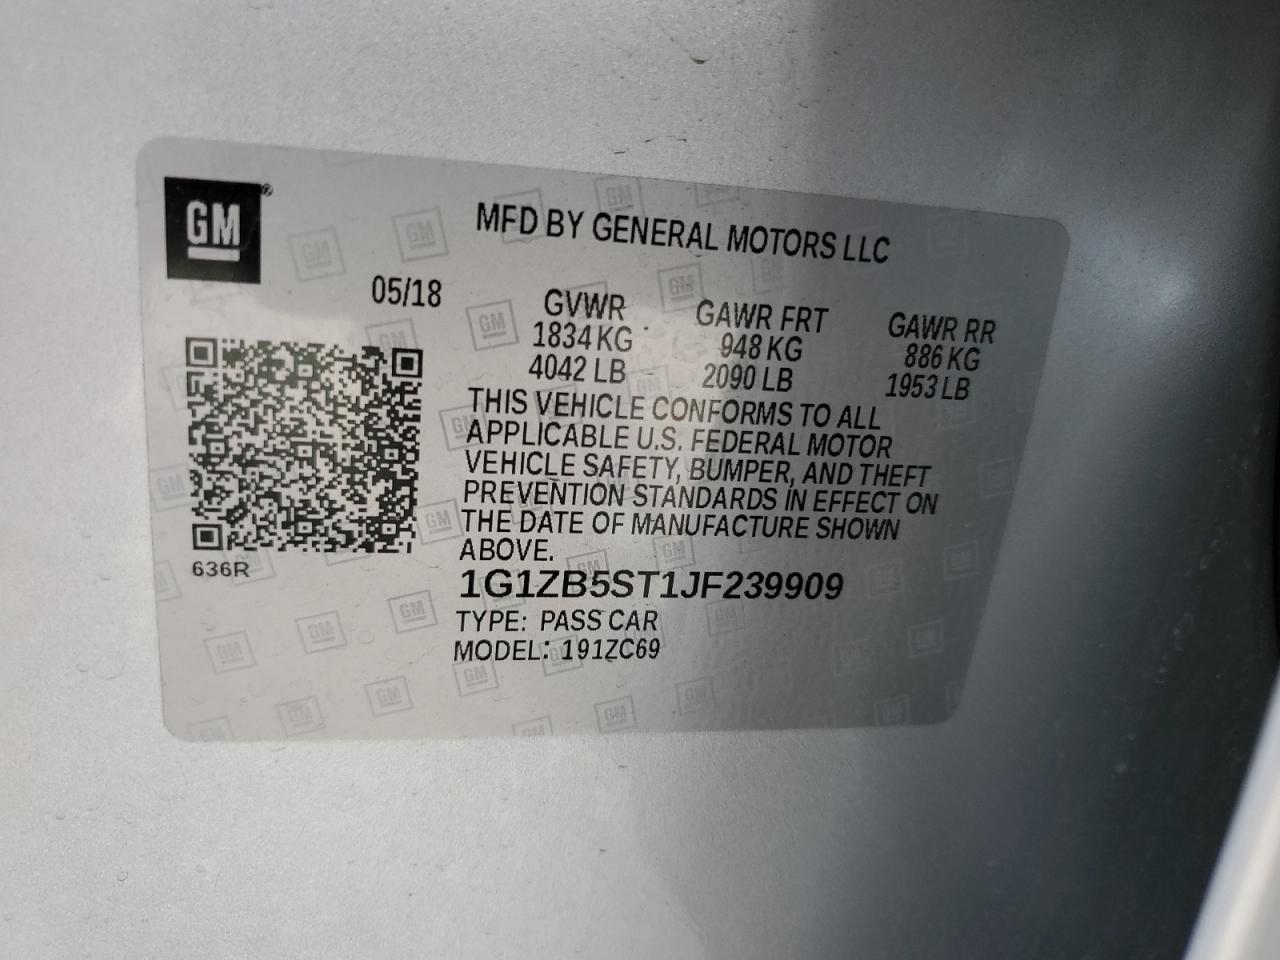 GM®
MFD BY GENERAL MOTORS LLC
05/18
GVWR GAWR FRT GAWR RR
1834 KG 948 KG 886 KG
4042 LB 2090 LB 1953 LB
THIS VEHICLE CONFORMS TO ALL
APPLICABLE U.S. FEDERAL MOTOR
VEHICLE SAFETY, BUMPER, AND THEFT
PREVENTION STANDARDS IN EFFECT ON
THE DATE OF MANUFACTURE SHOWN
ABOVE.
636R
1G1ZB5ST1JF239909
TYPE: PASS CAR
MODEL: 191ZC69